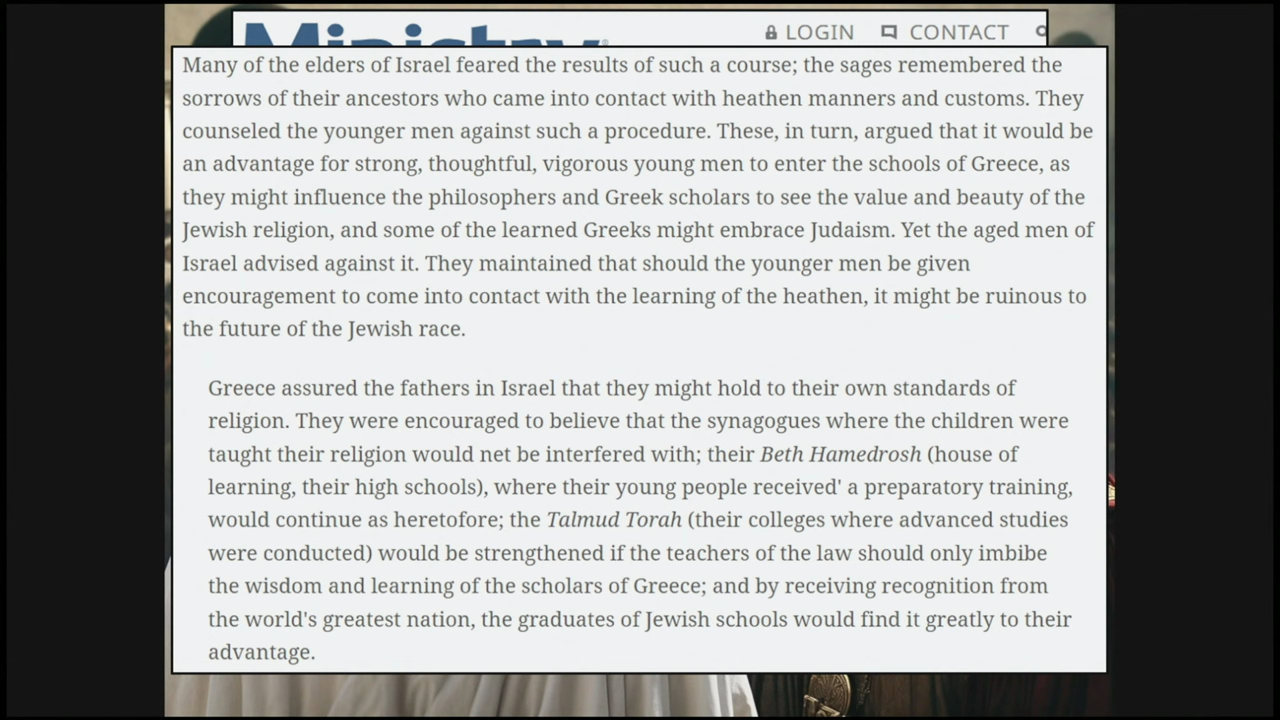 Ministry®
LOGIN
CONTACT
Many of the elders of Israel feared the results of such a course; the sages remembered the
sorrows of their ancestors who came into contact with heathen manners and customs. They
counseled the younger men against such a procedure. These, in turn, argued that it would be
an advantage for strong, thoughtful, vigorous young men to enter the schools of Greece, as
they might influence the philosophers and Greek scholars to see the value and beauty of the
Jewish religion, and some of the learned Greeks might embrace Judaism. Yet the aged men of
Israel advised against it. They maintained that should the younger men be given
encouragement to come into contact with the learning of the heathen, it might be ruinous to
the future of the Jewish race.
Greece assured the fathers in Israel that they might hold to their own standards of
religion. They were encouraged to believe that the synagogues where the children were
taught their religion would net be interfered with; their Beth Hamedrosh (house of
learning, their high schools), where their young people received' a preparatory training,
would continue as heretofore; the Talmud Torah (their colleges where advanced studies
were conducted) would be strengthened if the teachers of the law should only imbibe
the wisdom and learning of the scholars of Greece; and by receiving recognition from
the world's greatest nation, the graduates of Jewish schools would find it greatly to their
advantage.